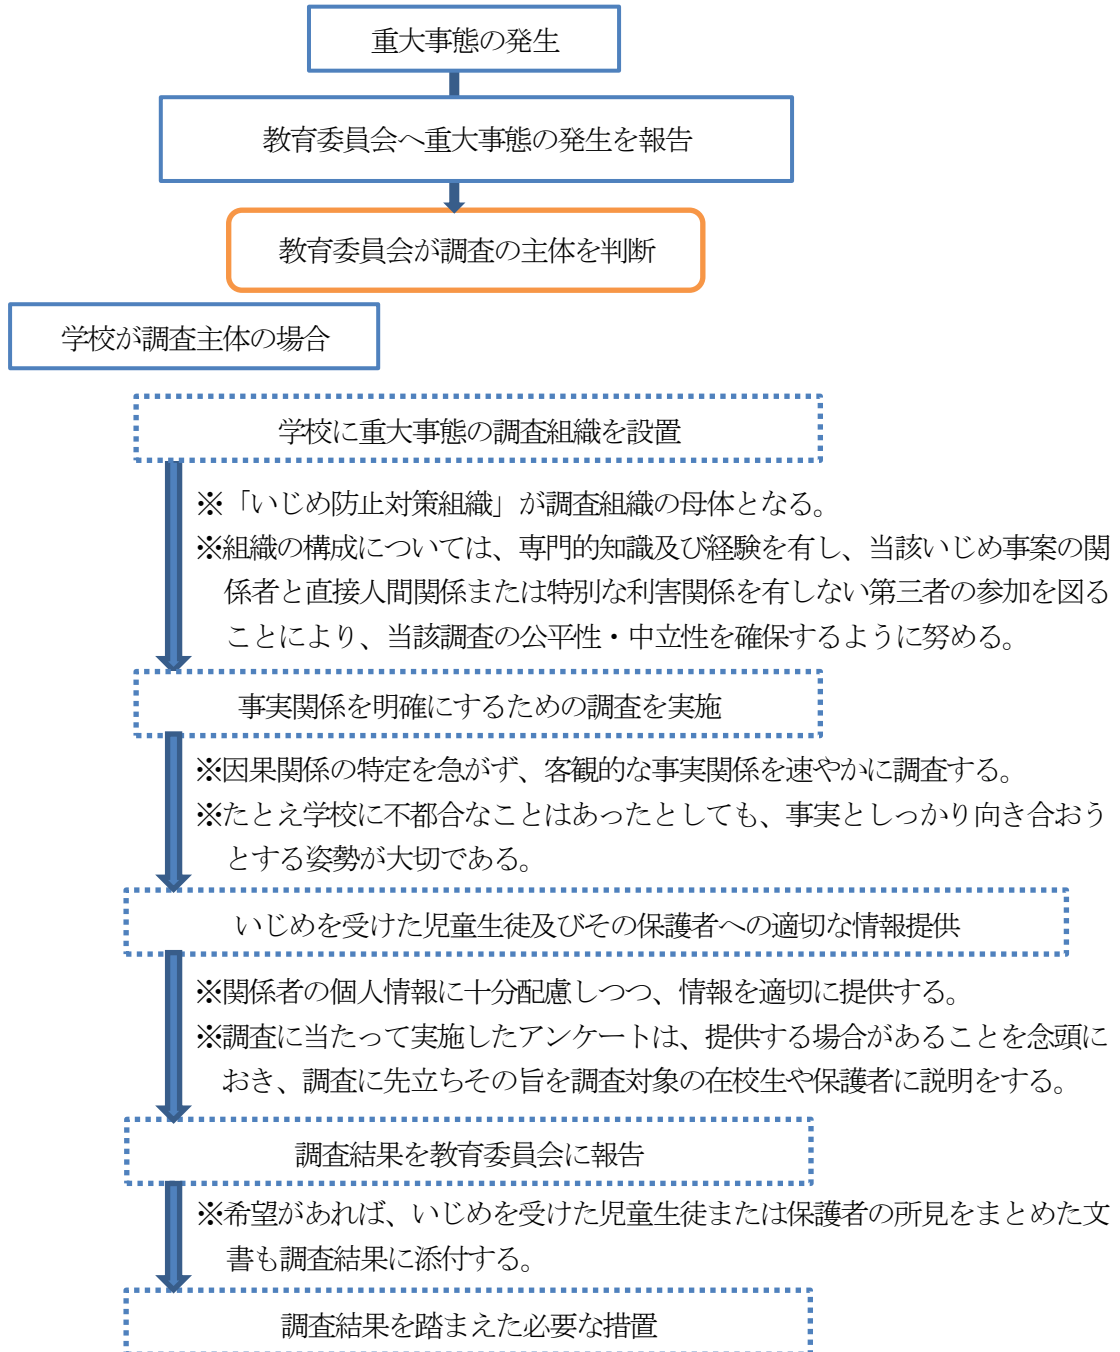 重大事態の発生
教育委員会へ重大事態の発生を報告
教育委員会が調査の主体を判断
学校が調査主体の場合
学校に重大事態の調査組織を設置
※「いじめ防止対策組織」が調査組織の母体となる。
※組織の構成については、専門的知識及び経験を有し、当該いじめ事案の関
係者と直接人間関係または特別な利害関係を有しない第三者の参加を図る
ことにより、当該調査の公平性・中立性を確保するように努める。
事実関係を明確にするための調査を実施
※因果関係の特定を急がず、客観的な事実関係を速やかに調査する。
※たとえ学校に不都合なことはあったとしても、事実としっかり向き合おう
とする姿勢が大切である。
いじめを受けた児童生徒及びその保護者への適切な情報提供
※関係者の個人情報に十分配慮しつつ、情報を適切に提供する。
※調査に当たって実施したアンケートは、提供する場合があることを念頭に
おき、調査に先立ちその旨を調査対象の在校生や保護者に説明をする。
調査結果を教育委員会に報告
※希望があれば、いじめを受けた児童生徒または保護者の所見をまとめた文
書も調査結果に添付する。
調査結果を踏まえた必要な措置